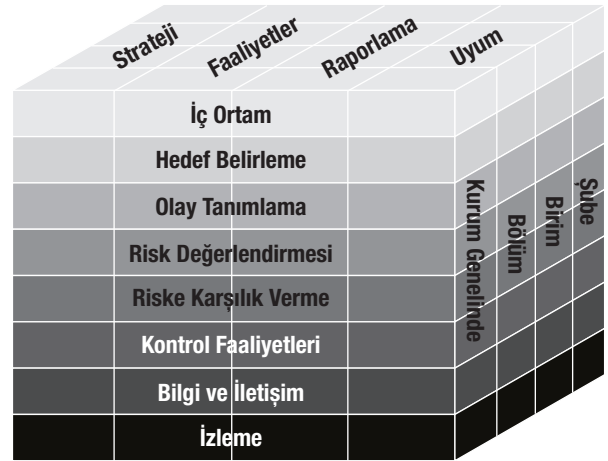 Strateji
Faaliyetler
Raporlama
Uyum
İç Ortam
Hedef Belirleme
Olay Tanımlama
Risk Değerlendirmesi
Riske Karşılık Verme
Kontrol Faaliyetleri
Bilgi ve İletişim
İzleme
Kurum Genelinde
Bölüm
Birim
Şube